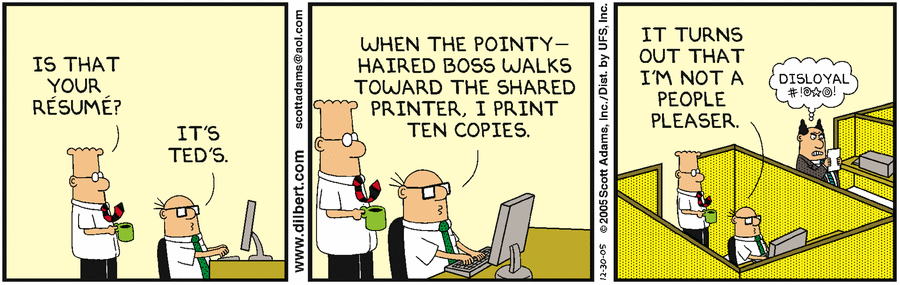 IS THAT
YOUR
RÉSUMÉ?
IT'S
TED'S.
www.dilbert.com
scottadams@aol.com
WHEN THE POINTY-
HAIRED BOSS WALKS
TOWARD THE SHARED
PRINTER, I PRINT
TEN COPIES.
12-30-05 © 2005 Scott Adams, Inc./Dist. by UFS, Inc.
IT TURNS
OUT THAT
I'M NOT A
PEOPLE
PLEASER.
DISLOYAL
#!@☆@!